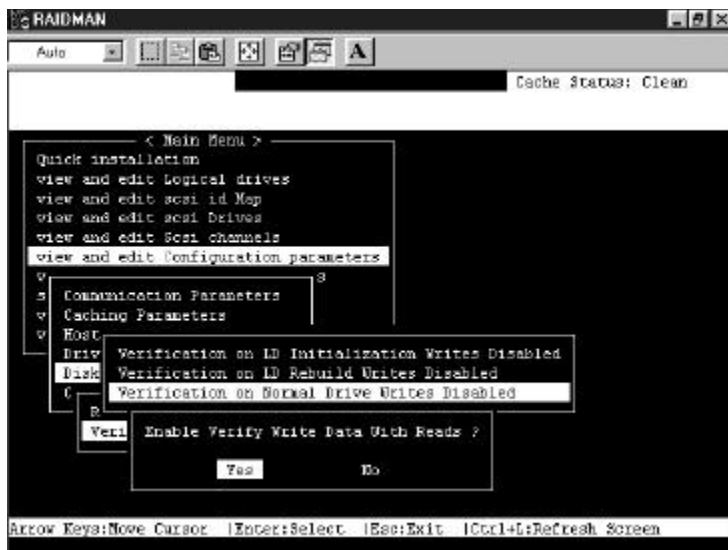 RAIDMAN
Auto
A
Cache Status: Clean
< Main Menu >
Quick installation
view and edit Logical drives
view and edit scsi id Map
view and edit scsi Drives
view and edit Scsi channels
view and edit Configuration parameters
v s
s Communication Parameters
v Caching Parameters
v Host
Driv Verification on LD Initialization Writes Disabled
Disk Verification on LD Rebuild Writes Disabled
C Verification on Normal Drive Writes Disabled
R
Veri Enable Verify Write Data With Reads ?
Yes No
Arrow Keys:Move Cursor |Enter:Select |Esc:Exit |Ctrl+L:Refresh Screen